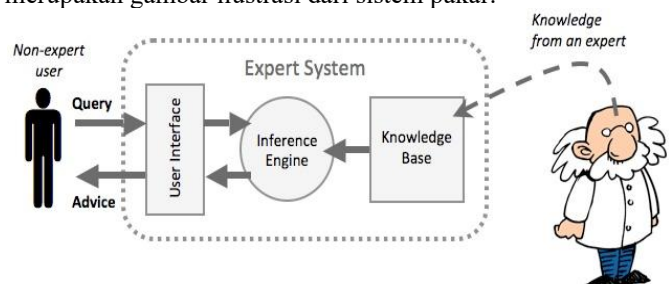 merupakan gambar ilustrasi dari sistem pakar.
Knowledge
from an expert
Non-expert
user
Expert System
Query
User Interface
Inference
Engine
Knowledge
Base
Advice